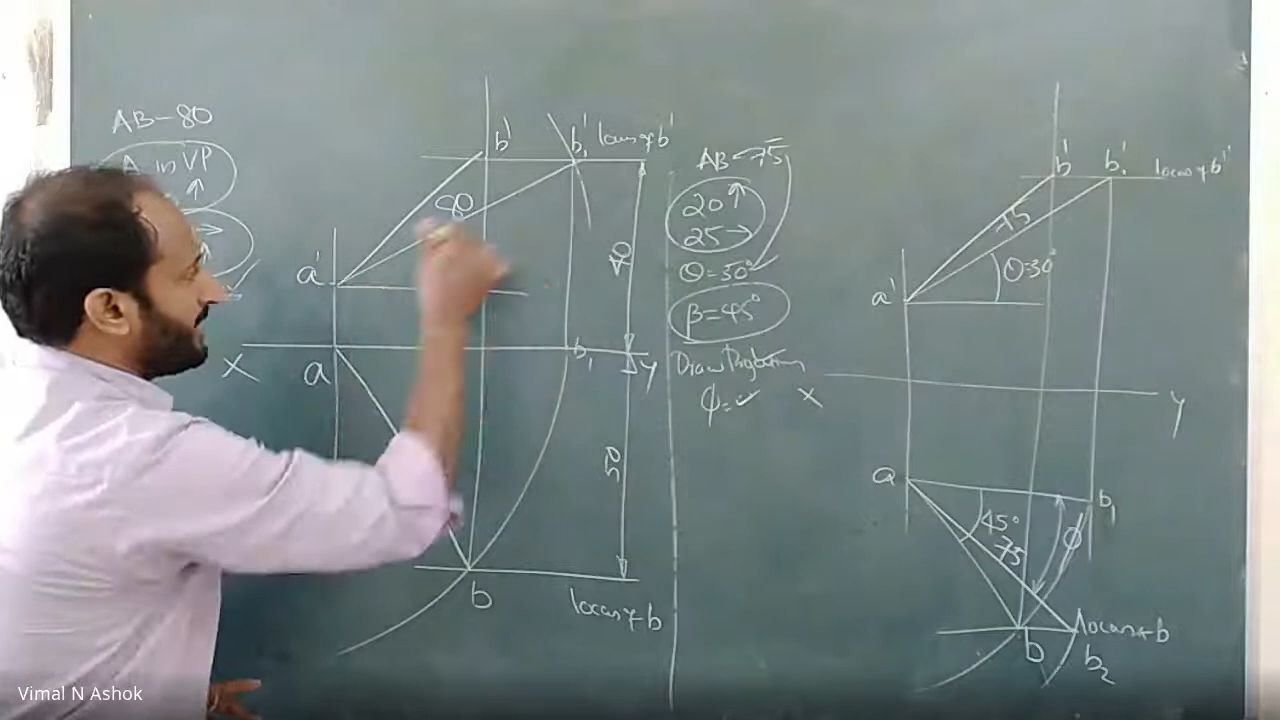 AB-80
A in VP
↑
→
a'
b'
b₁'
locus of b'
80
40
X
a
b₁
y
50
b
locus of b
AB-75
20↑
25→
θ=30°
β=45°
Draw Projections
φ=✓
b'
b₁'
locus of b'
75
a'
θ=30°
X
y
a
b₁
45°
75
φ
locus of b
b
b₂
Vimal N Ashok